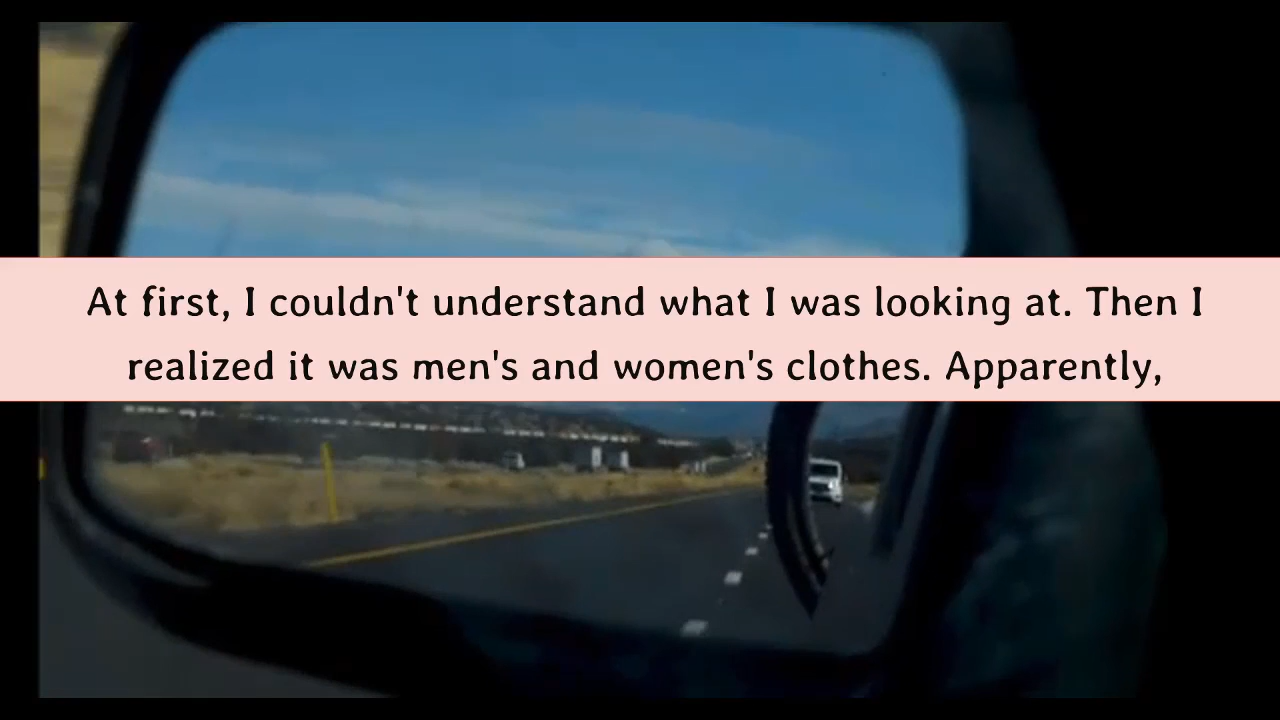 At first, I couldn't understand what I was looking at. Then I
realized it was men's and women's clothes. Apparently,